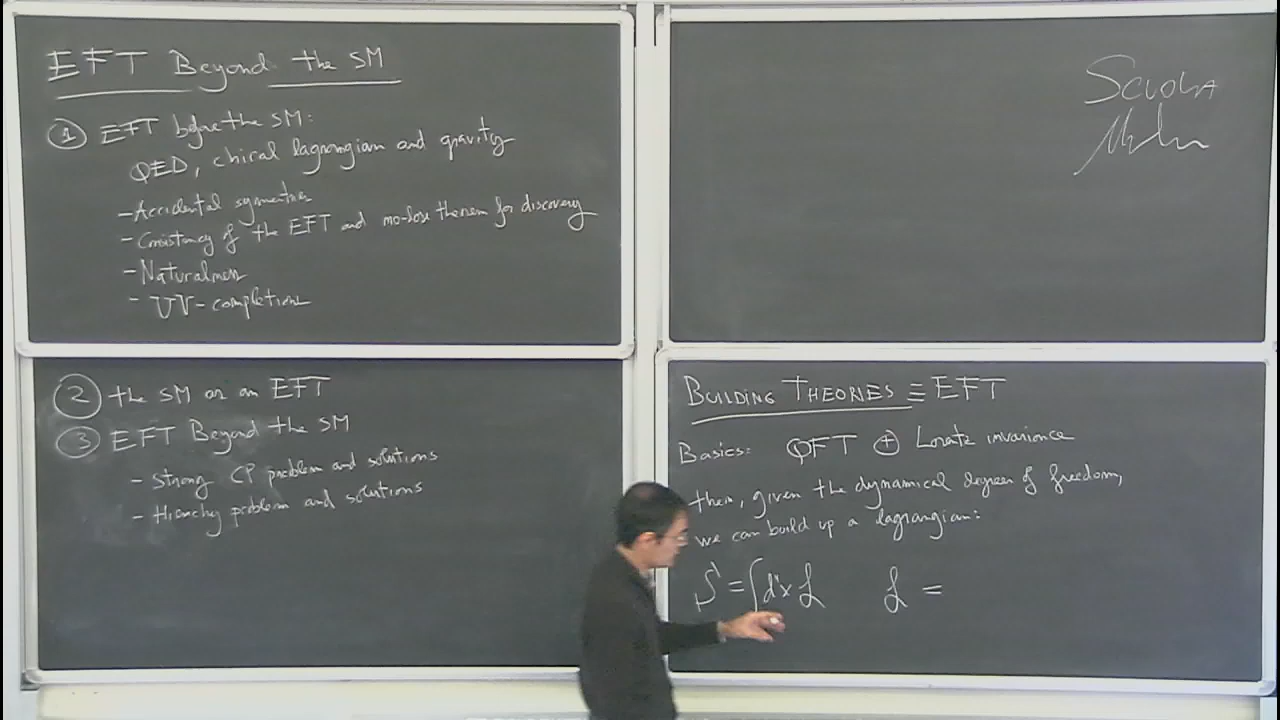 EFT Beyond the SM
① EFT before the SM:
QED, chiral lagrangian and gravity
- Accidental symmetries
- Consistancy of the EFT and no-lose theorem for discovery
- Naturalness
- UV-completions
② the SM as an EFT
③ EFT Beyond the SM
- Strong CP problem and solutions
- Hierarchy problem and solutions
SCUOLA
BUILDING THEORIES ≡ EFT
Basics: QFT ⊕ Lorentz invariance
then, given the dynamical degrees of freedom,
we can build up a lagrangian:
S = ∫d⁴x ℒ ℒ =